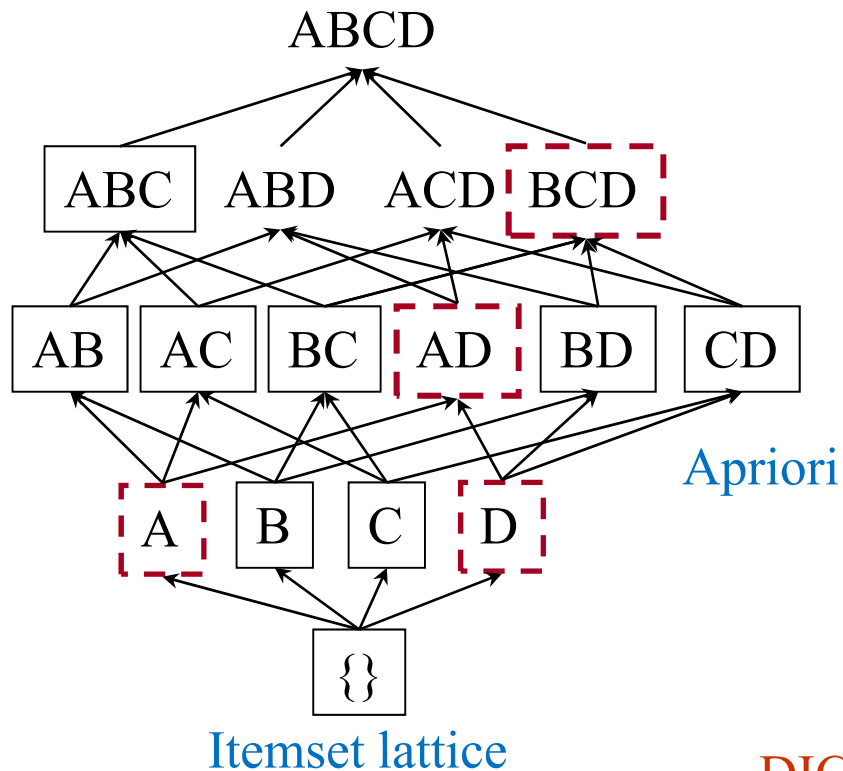 ABCD
ABC ABD ACD BCD
AB AC BC AD BD CD
Apriori
A B C D
{}
Itemset lattice